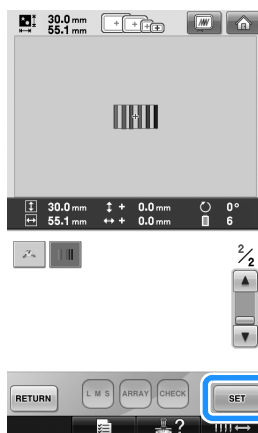 30.0 mm
55.1 mm
30.0 mm + 0.0 mm 0°
55.1 mm + 0.0 mm 6
2/2
RETURN L M S ARRAY CHECK SET
?